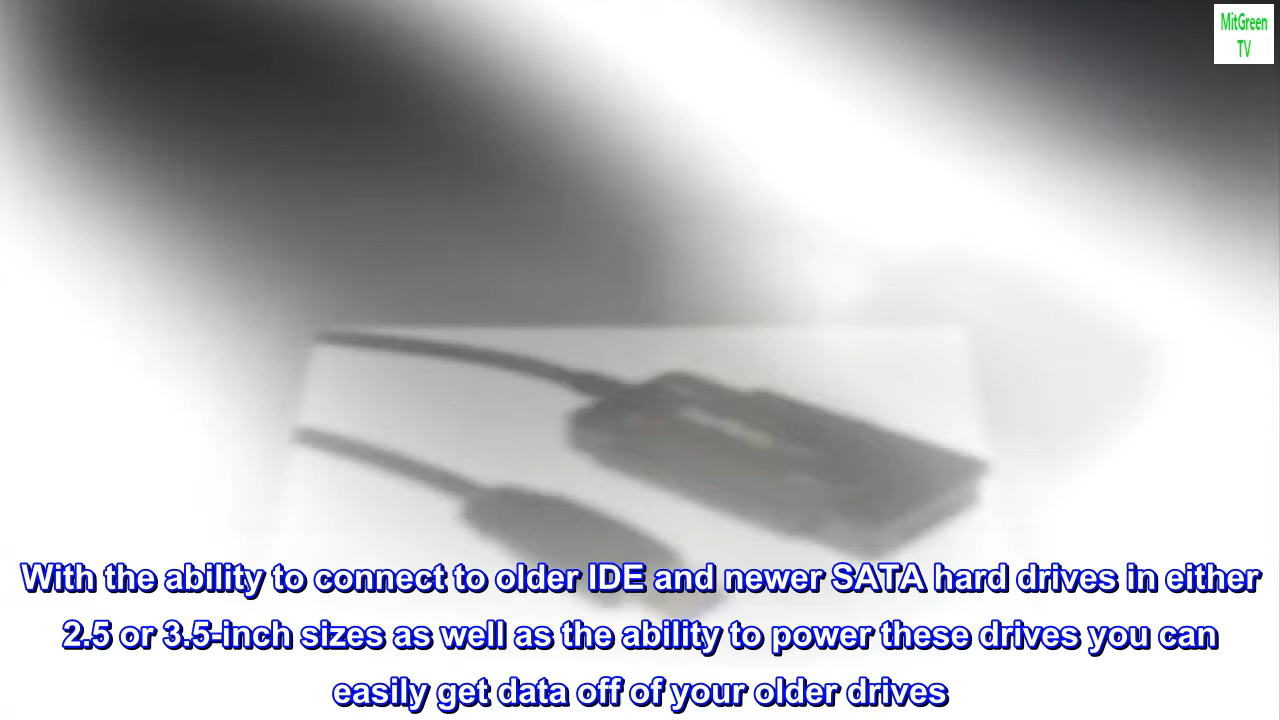 MitGreen
TV
With the ability to connect to older IDE and newer SATA hard drives in either
2.5 or 3.5-inch sizes as well as the ability to power these drives you can
easily get data off of your older drives